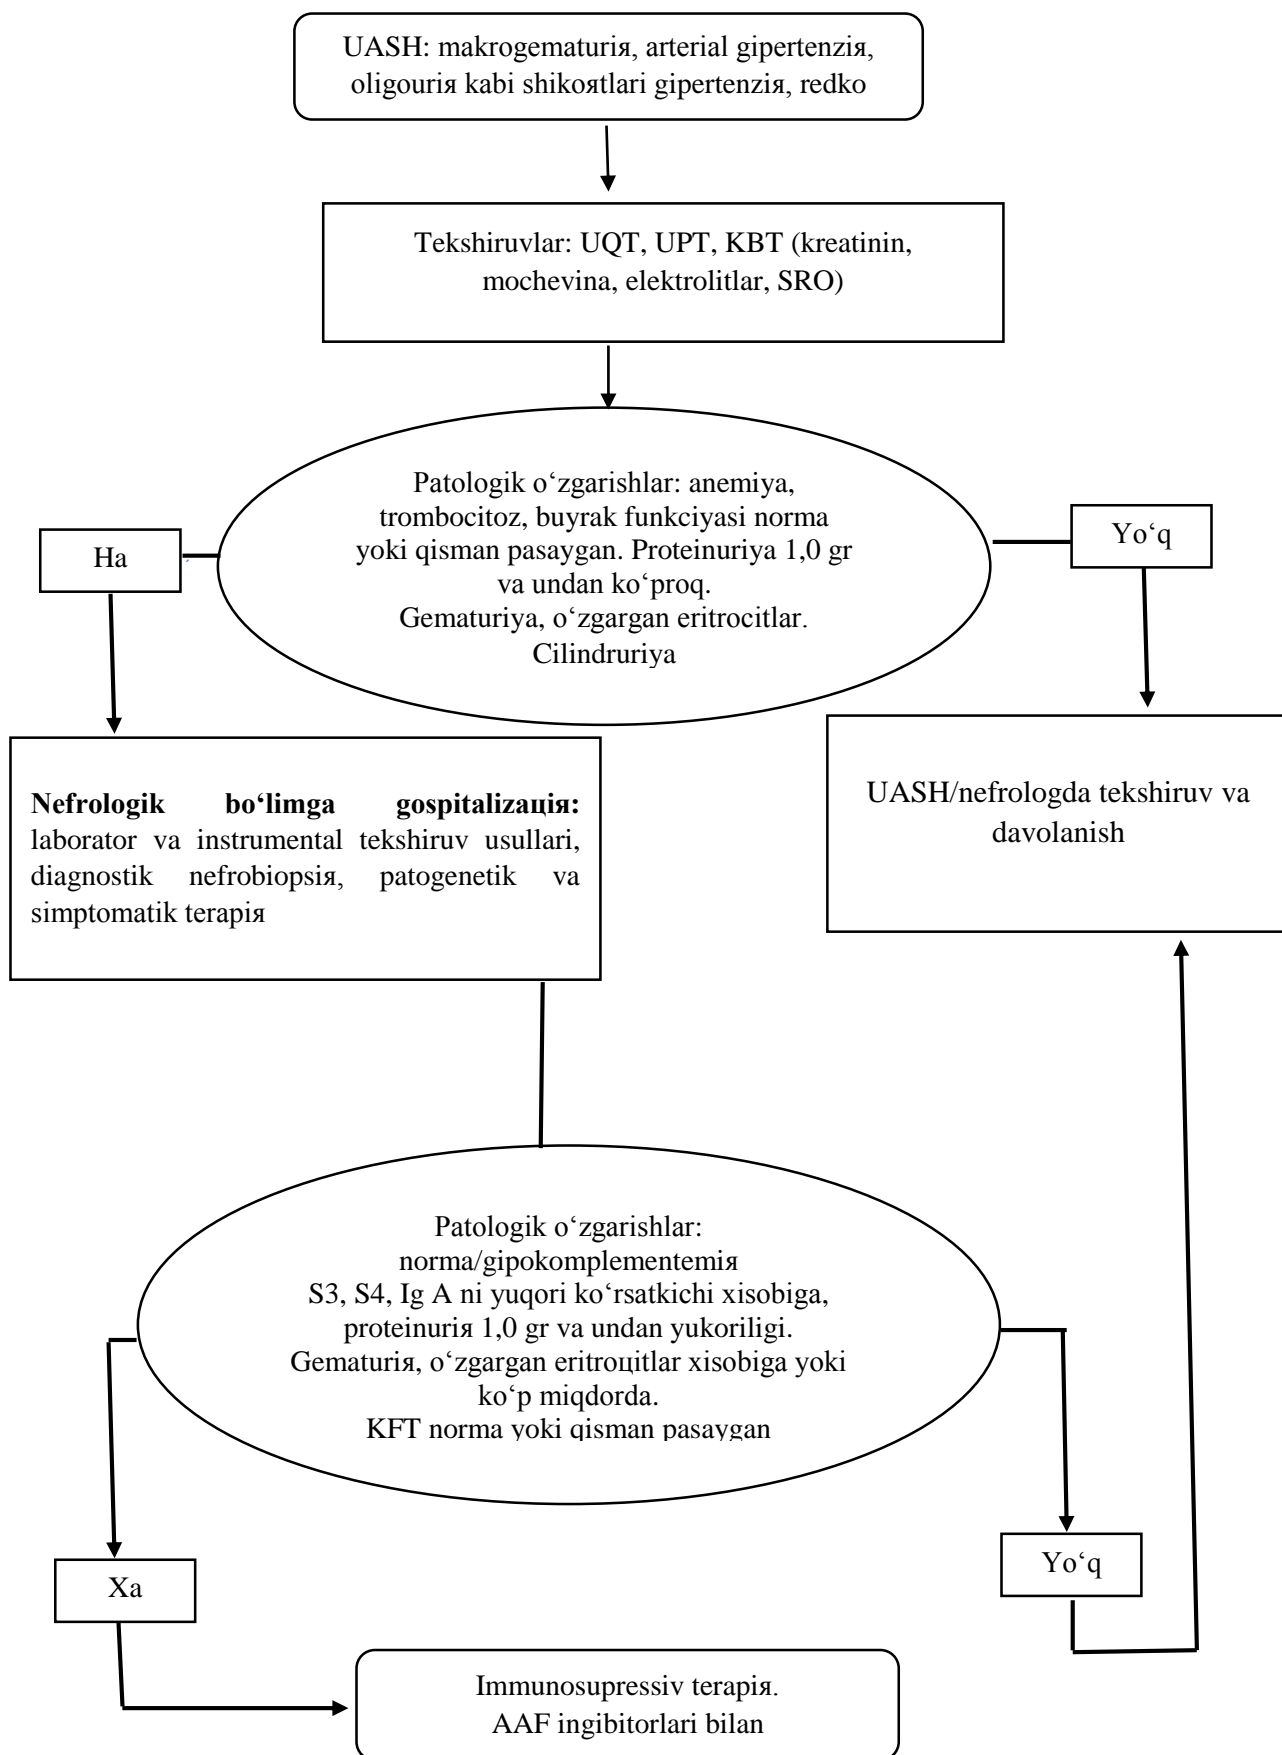 UASH: makrogematuriя, arterial gipertenziя,
oligouriя kabi shikoяtlari gipertenziя, redko
Tekshiruvlar: UQT, UPT, KBT (kreatinin,
mochevina, elektrolitlar, SRO)
Patologik o‘zgarishlar: anemiya,
trombocitoz, buyrak funkciyasi norma
yoki qisman pasaygan. Proteinuriya 1,0 gr
va undan ko‘proq.
Gematuriya, o‘zgargan eritrocitlar.
Cilindruriya
Ha
Yo‘q
Nefrologik bo‘limga gospitalizaцiя:
laborator va instrumental tekshiruv usullari,
diagnostik nefrobiopsiя, patogenetik va
simptomatik terapiя
UASH/nefrologda tekshiruv va
davolanish
Patologik o‘zgarishlar:
norma/gipokomplementemiя
S3, S4, Ig A ni yuqori ko‘rsatkichi xisobiga,
proteinuriя 1,0 gr va undan yukoriligi.
Gematuriя, o‘zgargan eritroцitlar xisobiga yoki
ko‘p miqdorda.
KFT norma yoki qisman pasaygan
Xa
Yo‘q
Immunosupressiv terapiя.
AAF ingibitorlari bilan